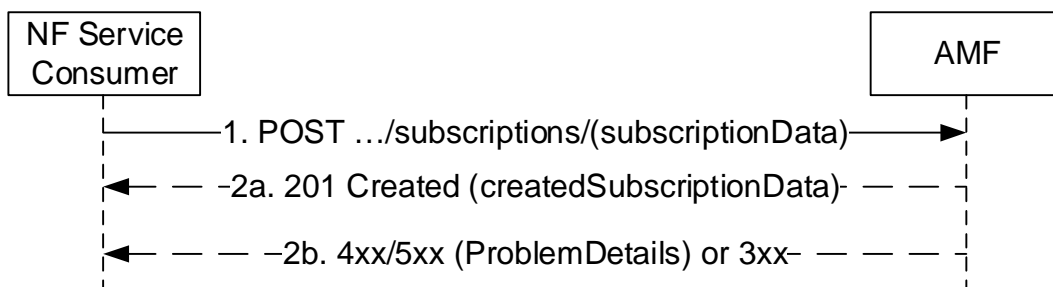 NF Service
Consumer
AMF
1. POST …/subscriptions/(subscriptionData)
2a. 201 Created (createdSubscriptionData)
2b. 4xx/5xx (ProblemDetails) or 3xx